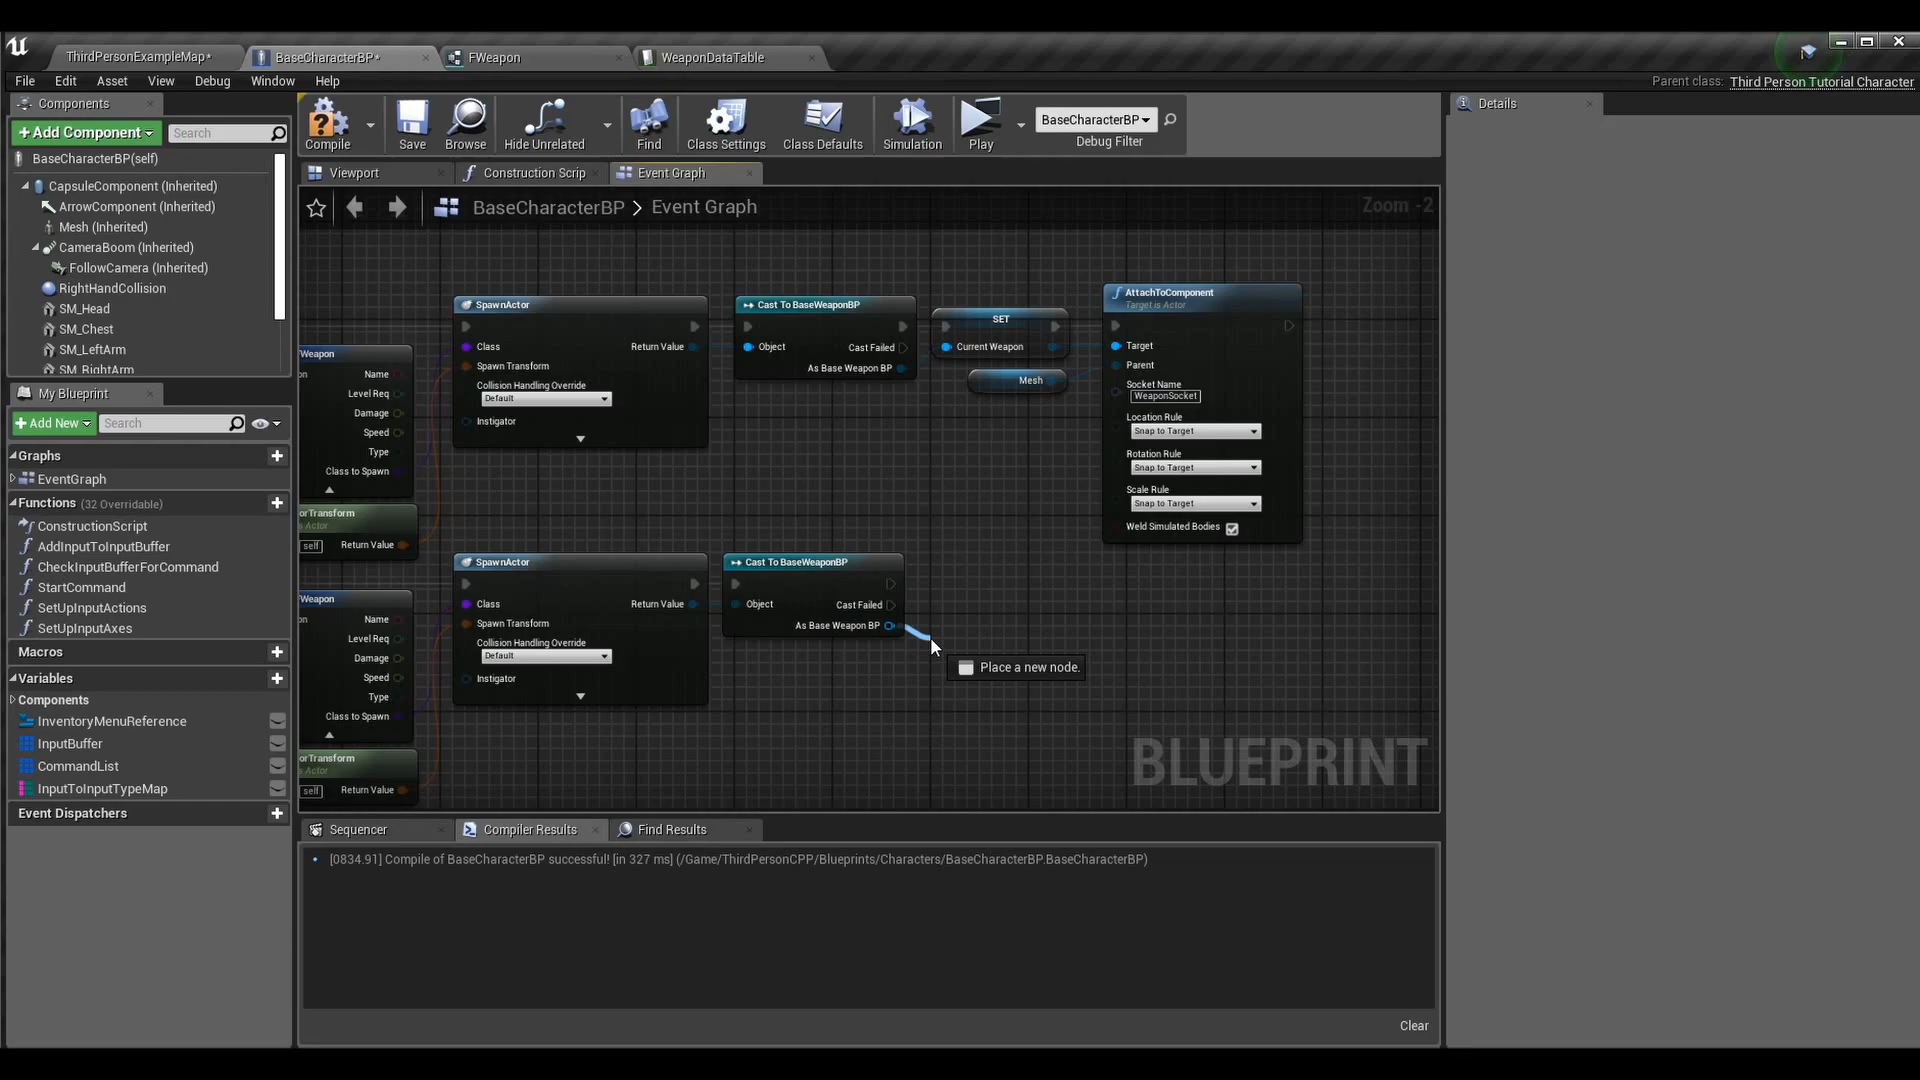 ThirdPersonExampleMap*
BaseCharacterBP*
FWeapon
WeaponDataTable
File Edit Asset View Debug Window Help
Parent class: Third Person Tutorial Character
Components
+Add Component
Search
BaseCharacterBP(self)
CapsuleComponent (Inherited)
ArrowComponent (Inherited)
Mesh (Inherited)
CameraBoom (Inherited)
FollowCamera (Inherited)
RightHandCollision
SM_Head
SM_Chest
SM_LeftArm
SM_RightArm
My Blueprint
+Add New
Search
Graphs
EventGraph
Functions (32 Overridable)
ConstructionScript
AddInputToInputBuffer
CheckInputBufferForCommand
StartCommand
SetUpInputActions
SetUpInputAxes
Macros
Variables
Components
InventoryMenuReference
InputBuffer
CommandList
InputToInputTypeMap
Event Dispatchers
Compile
Save
Browse
Hide Unrelated
Find
Class Settings
Class Defaults
Simulation
Play
BaseCharacterBP
Debug Filter
Viewport
Construction Scrip
Event Graph
BaseCharacterBP > Event Graph
Zoom -2
FWeapon
on
Name
Level Req
Damage
Speed
Type
Class to Spawn
orTransform
s Actor
self
Return Value
SpawnActor
Class
Return Value
Spawn Transform
Collision Handling Override
Default
Instigator
Cast To BaseWeaponBP
Object
Cast Failed
As Base Weapon BP
SET
Current Weapon
Mesh
AttachToComponent
Target is Actor
Target
Parent
Socket Name
WeaponSocket
Location Rule
Snap to Target
Rotation Rule
Snap to Target
Scale Rule
Snap to Target
Weld Simulated Bodies
FWeapon
Name
Level Req
Damage
Speed
Type
Class to Spawn
orTransform
s Actor
self
Return Value
SpawnActor
Class
Return Value
Spawn Transform
Collision Handling Override
Default
Instigator
Cast To BaseWeaponBP
Object
Cast Failed
As Base Weapon BP
Place a new node.
BLUEPRINT
Sequencer
Compiler Results
Find Results
[0834.91] Compile of BaseCharacterBP successful! [in 327 ms] (/Game/ThirdPersonCPP/Blueprints/Characters/BaseCharacterBP.BaseCharacterBP)
Clear
Details